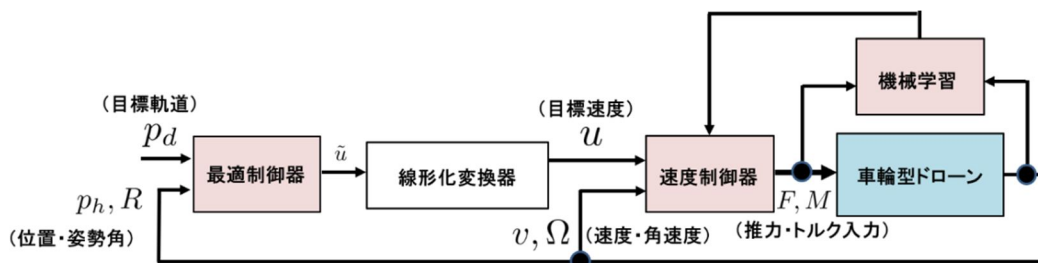 機械学習
（目標軌道）
p_d
最適制御器
ũ
線形化変換器
（目標速度）
u
速度制御器
F, M
（推力・トルク入力）
車輪型ドローン
p_h, R
（位置・姿勢角）
v, Ω
（速度・角速度）